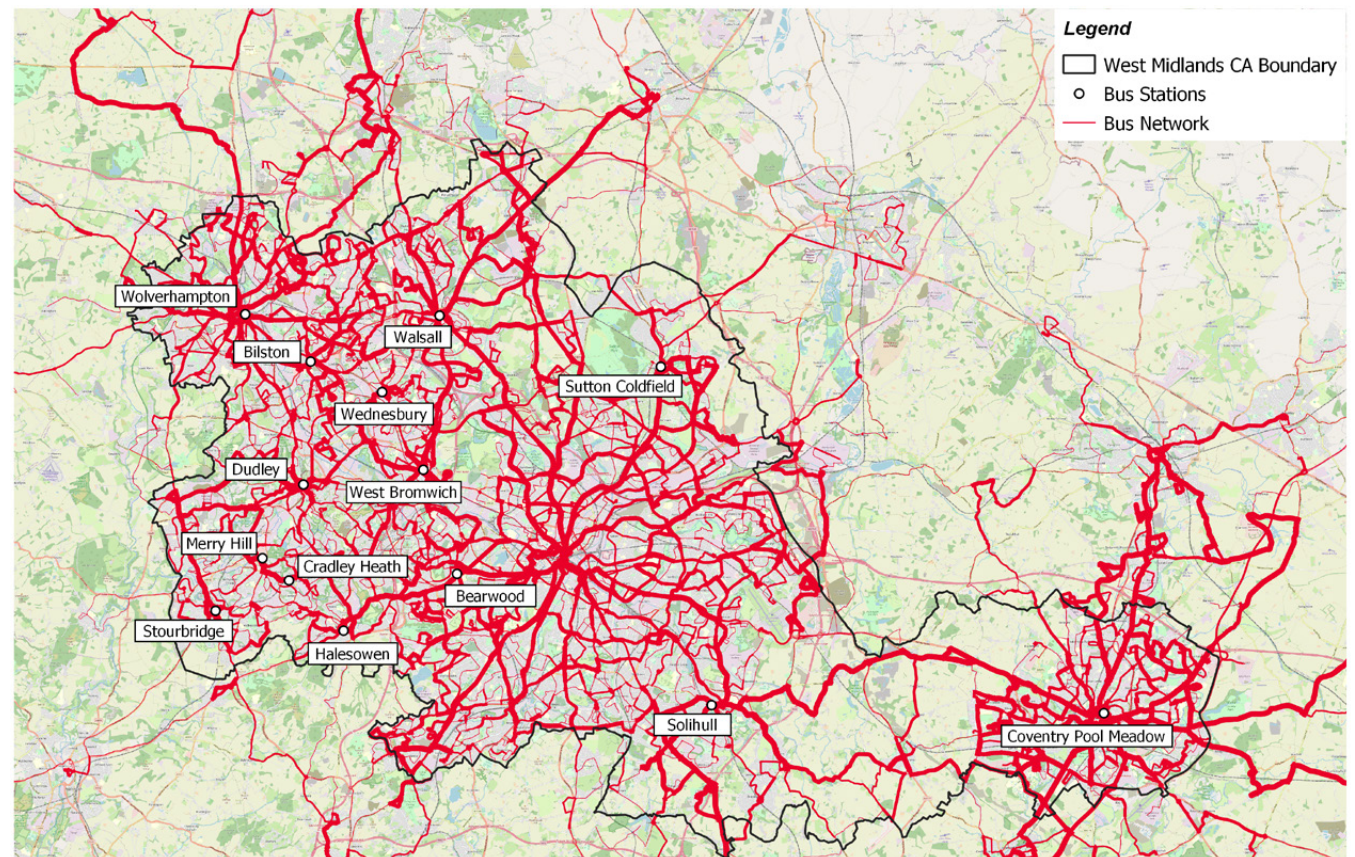 Legend
West Midlands CA Boundary
Bus Stations
Bus Network
Wolverhampton
Walsall
Bilston
Sutton Coldfield
Wednesbury
Dudley
West Bromwich
Merry Hill
Cradley Heath
Bearwood
Stourbridge
Halesowen
Solihull
Coventry Pool Meadow